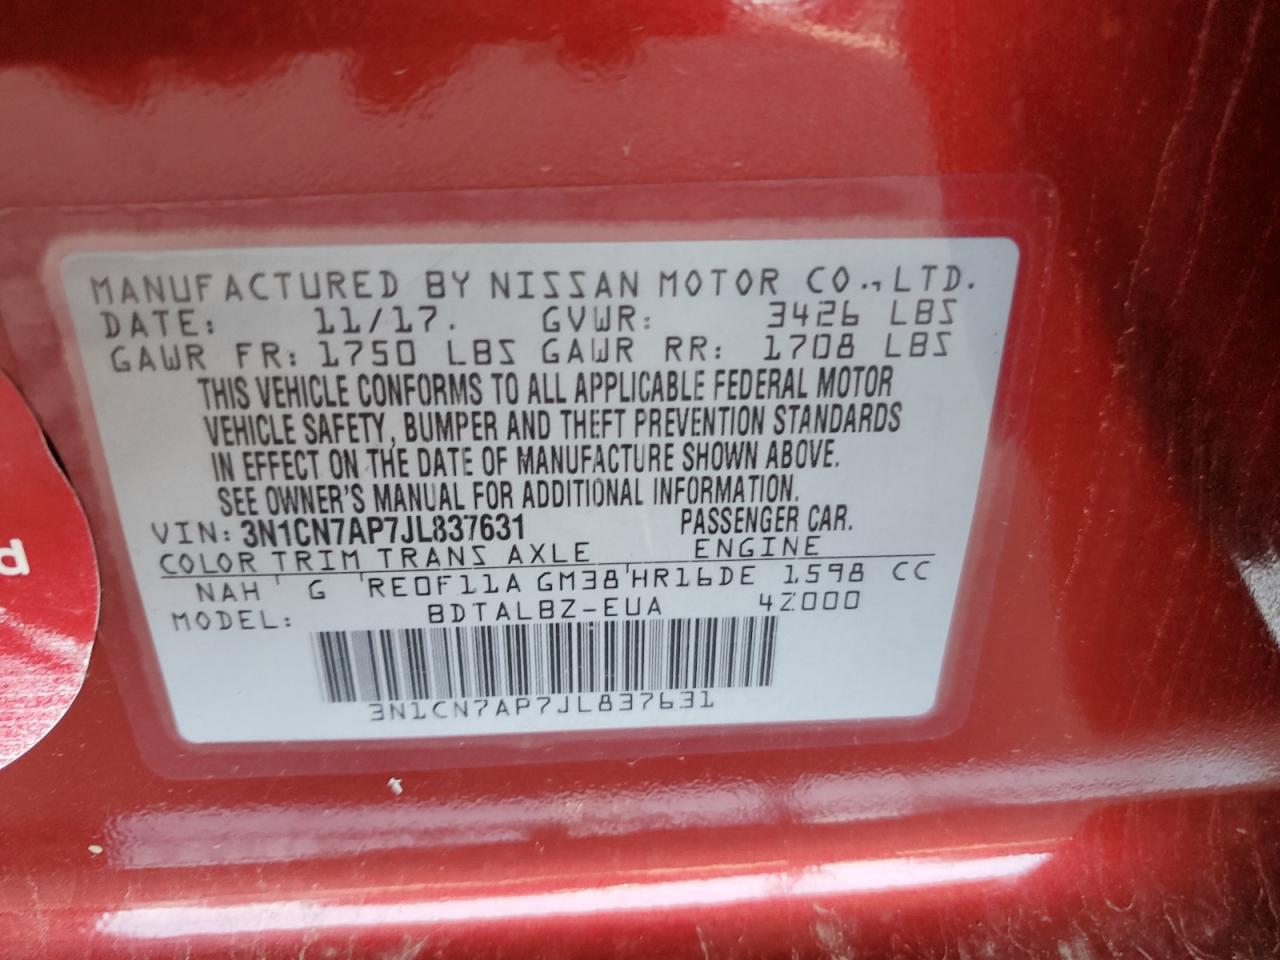 MANUFACTURED BY NISSAN MOTOR CO.,LTD.
DATE: 11/17. GVWR: 3426 LBS
GAWR FR: 1750 LBS GAWR RR: 1708 LBS
THIS VEHICLE CONFORMS TO ALL APPLICABLE FEDERAL MOTOR
VEHICLE SAFETY, BUMPER AND THEFT PREVENTION STANDARDS
IN EFFECT ON THE DATE OF MANUFACTURE SHOWN ABOVE.
SEE OWNER'S MANUAL FOR ADDITIONAL INFORMATION.
VIN: 3N1CN7AP7JL837631 PASSENGER CAR.
COLOR TRIM TRANS AXLE ENGINE
NAH G RE0F11A GM38 HR16DE 1598 CC
MODEL: BDTALBZ-EUA 4Z000
3N1CN7AP7JL837631